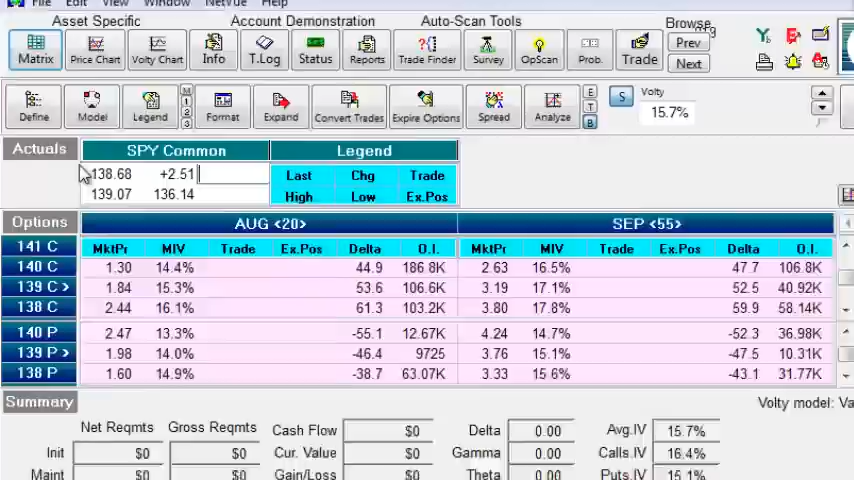 File Edit View Window NetVue Help
Asset Specific Account Demonstration Auto-Scan Tools Browse
Matrix Price Chart Volty Chart Info T.Log Status Reports Trade Finder Survey OpScan Prob. Trade Prev
Next
Define Model Legend M 1 2 3 Format Expand Convert Trades Expire Options Spread Analyze E T B S Volty
15.7%
Actuals SPY Common Legend
138.68 +2.51 Last Chg Trade
139.07 136.14 High Low Ex.Pos
Options AUG <20> SEP <55>
141 C MktPr MIV Trade Ex.Pos Delta O.I. MktPr MIV Trade Ex.Pos Delta O.I.
140 C 1.30 14.4% 44.9 186.8K 2.63 16.5% 47.7 106.8K
139 C > 1.84 15.3% 53.6 106.6K 3.19 17.1% 52.5 40.92K
138 C 2.44 16.1% 61.3 103.2K 3.80 17.8% 59.9 58.14K
140 P 2.47 13.3% -55.1 12.67K 4.24 14.7% -52.3 36.98K
139 P > 1.98 14.0% -46.4 9725 3.76 15.1% -47.5 10.31K
138 P 1.60 14.9% -38.7 63.07K 3.33 15.6% -43.1 31.77K
Summary Volty model: Va
Net Reqmts Gross Reqmts Cash Flow $0 Delta 0.00 Avg.IV 15.7%
Init $0 $0 Cur. Value $0 Gamma 0.00 Calls.IV 16.4%
Maint $0 $0 Gain/Loss $0 Theta 0.00 Puts.IV 15.1%